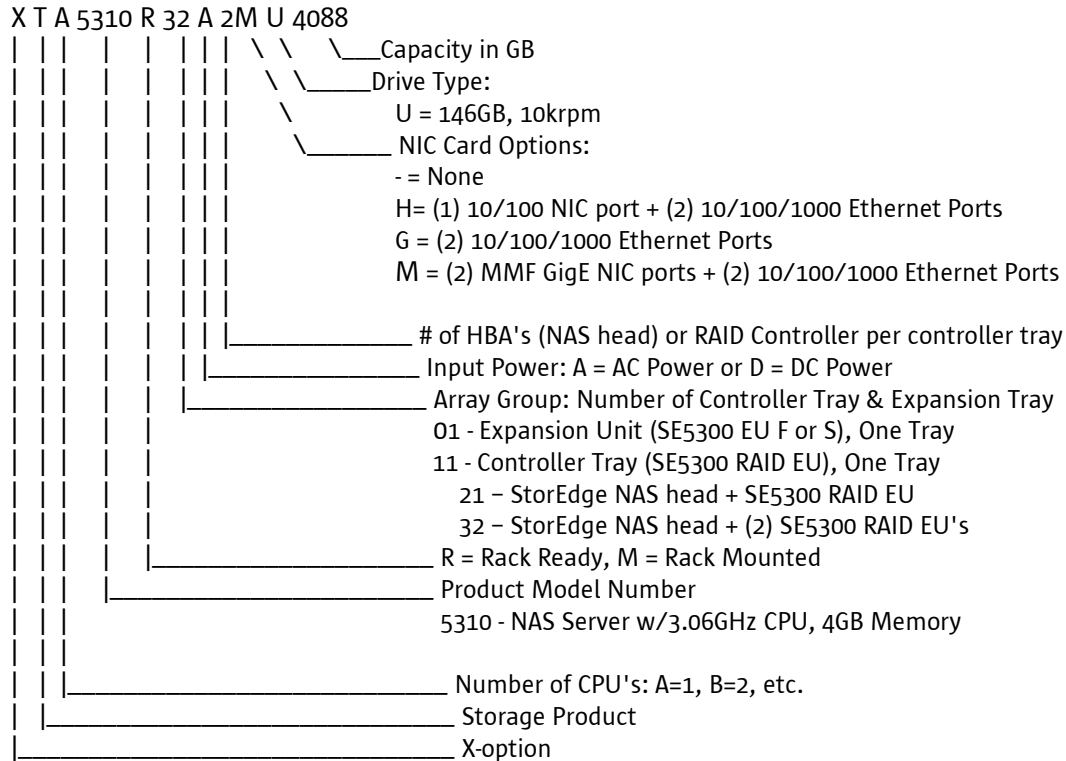 X T A 5310 R 32 A 2M U 4088
Capacity in GB
Drive Type:
U = 146GB, 10krpm
NIC Card Options:
- = None
H= (1) 10/100 NIC port + (2) 10/100/1000 Ethernet Ports
G = (2) 10/100/1000 Ethernet Ports
M = (2) MMF GigE NIC ports + (2) 10/100/1000 Ethernet Ports
# of HBA's (NAS head) or RAID Controller per controller tray
Input Power: A = AC Power or D = DC Power
Array Group: Number of Controller Tray & Expansion Tray
01 - Expansion Unit (SE5300 EU F or S), One Tray
11 - Controller Tray (SE5300 RAID EU), One Tray
21 – StorEdge NAS head + SE5300 RAID EU
32 – StorEdge NAS head + (2) SE5300 RAID EU's
R = Rack Ready, M = Rack Mounted
Product Model Number
5310 - NAS Server w/3.06GHz CPU, 4GB Memory
Number of CPU's: A=1, B=2, etc.
Storage Product
X-option